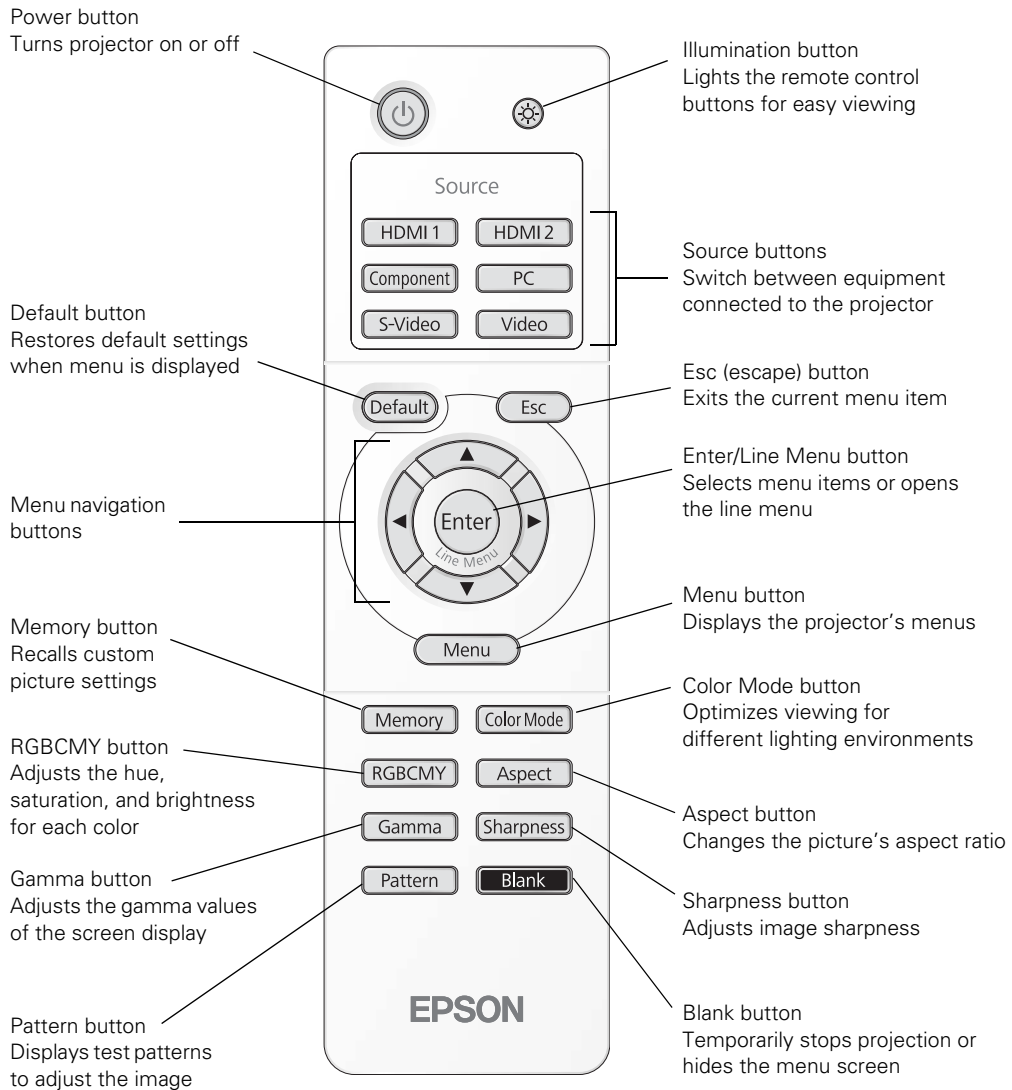 Power button
Turns projector on or off
Illumination button
Lights the remote control
buttons for easy viewing
Source
HDMI 1
HDMI 2
Component
PC
S-Video
Video
Source buttons
Switch between equipment
connected to the projector
Default button
Restores default settings
when menu is displayed
Default
Esc
Esc (escape) button
Exits the current menu item
Enter
Line Menu
Enter/Line Menu button
Selects menu items or opens
the line menu
Menu navigation
buttons
Menu
Menu button
Displays the projector's menus
Memory button
Recalls custom
picture settings
Memory
Color Mode
Color Mode button
Optimizes viewing for
different lighting environments
RGBCMY button
Adjusts the hue,
saturation, and brightness
for each color
RGBCMY
Aspect
Aspect button
Changes the picture's aspect ratio
Gamma
Sharpness
Gamma button
Adjusts the gamma values
of the screen display
Pattern
Blank
Sharpness button
Adjusts image sharpness
EPSON
Pattern button
Displays test patterns
to adjust the image
Blank button
Temporarily stops projection or
hides the menu screen